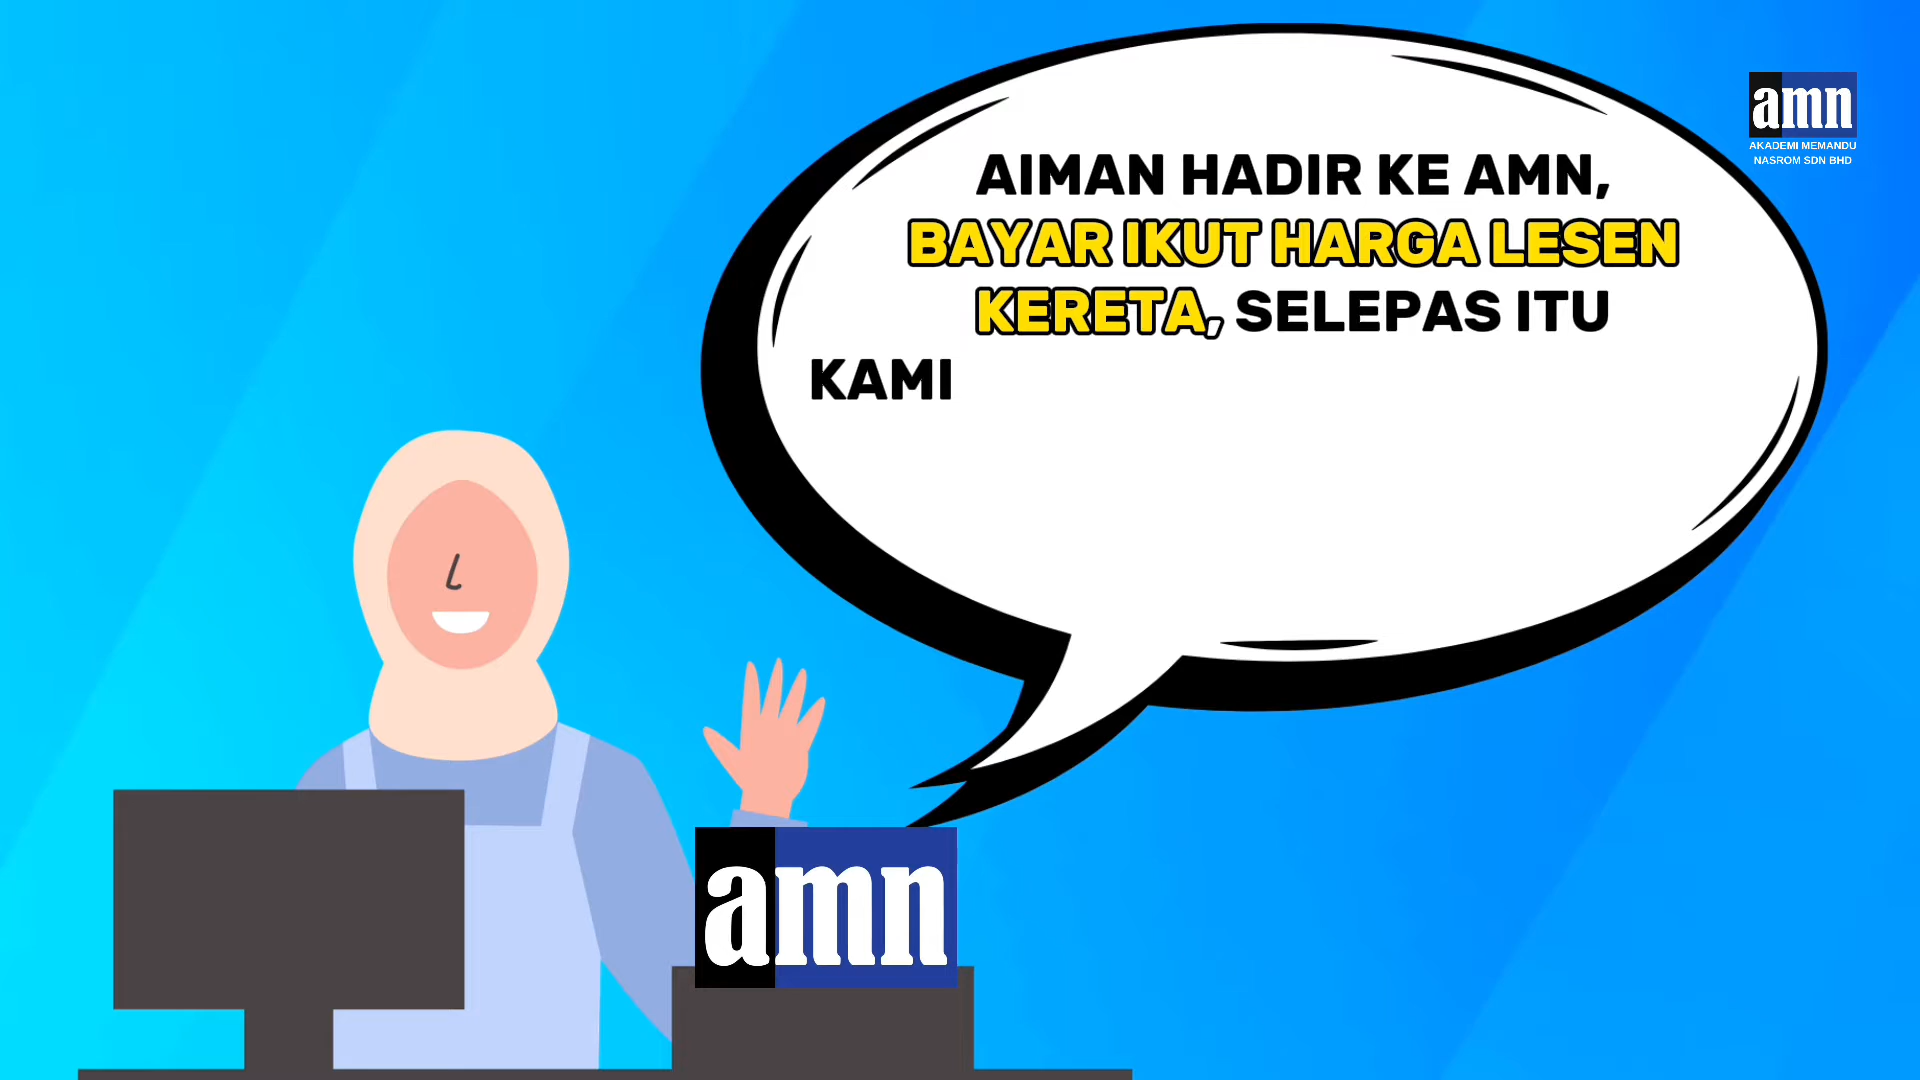 AIMAN HADIR KE AMN,
BAYAR IKUT HARGA LESEN
KERETA, SELEPAS ITU
KAMI
amn
AKADEMI MEMANDU
NASROM SDN BHD
amn